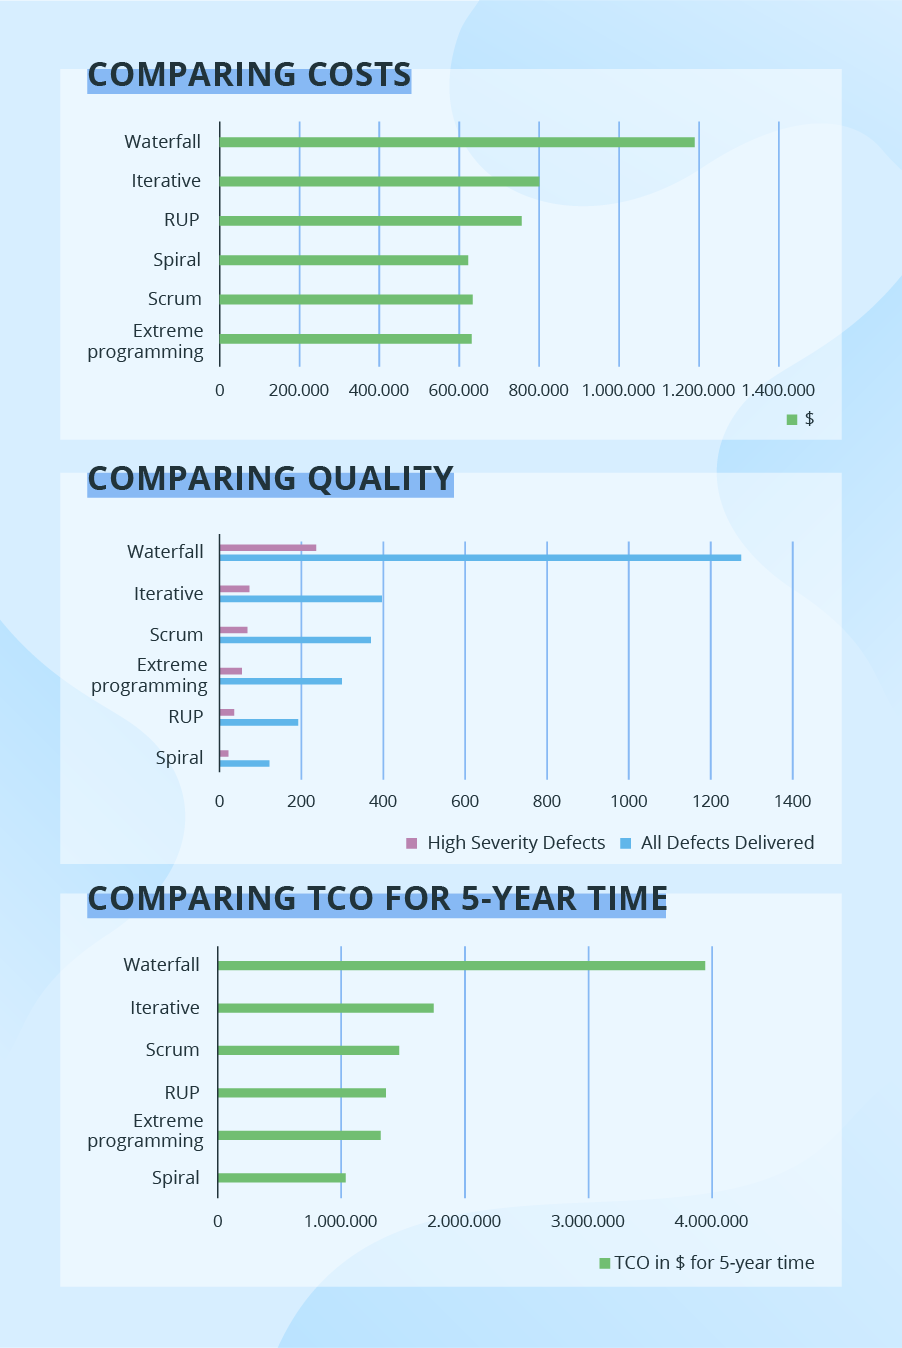 COMPARING COSTS
Waterfall
Iterative
RUP
Spiral
Scrum
Extreme
programming
0 200.000 400.000 600.000 800.000 1.000.000 1.200.000 1.400.000
$
COMPARING QUALITY
Waterfall
Iterative
Scrum
Extreme
programming
RUP
Spiral
0 200 400 600 800 1000 1200 1400
High Severity Defects All Defects Delivered
COMPARING TCO FOR 5-YEAR TIME
Waterfall
Iterative
Scrum
RUP
Extreme
programming
Spiral
0 1.000.000 2.000.000 3.000.000 4.000.000
TCO in $ for 5-year time